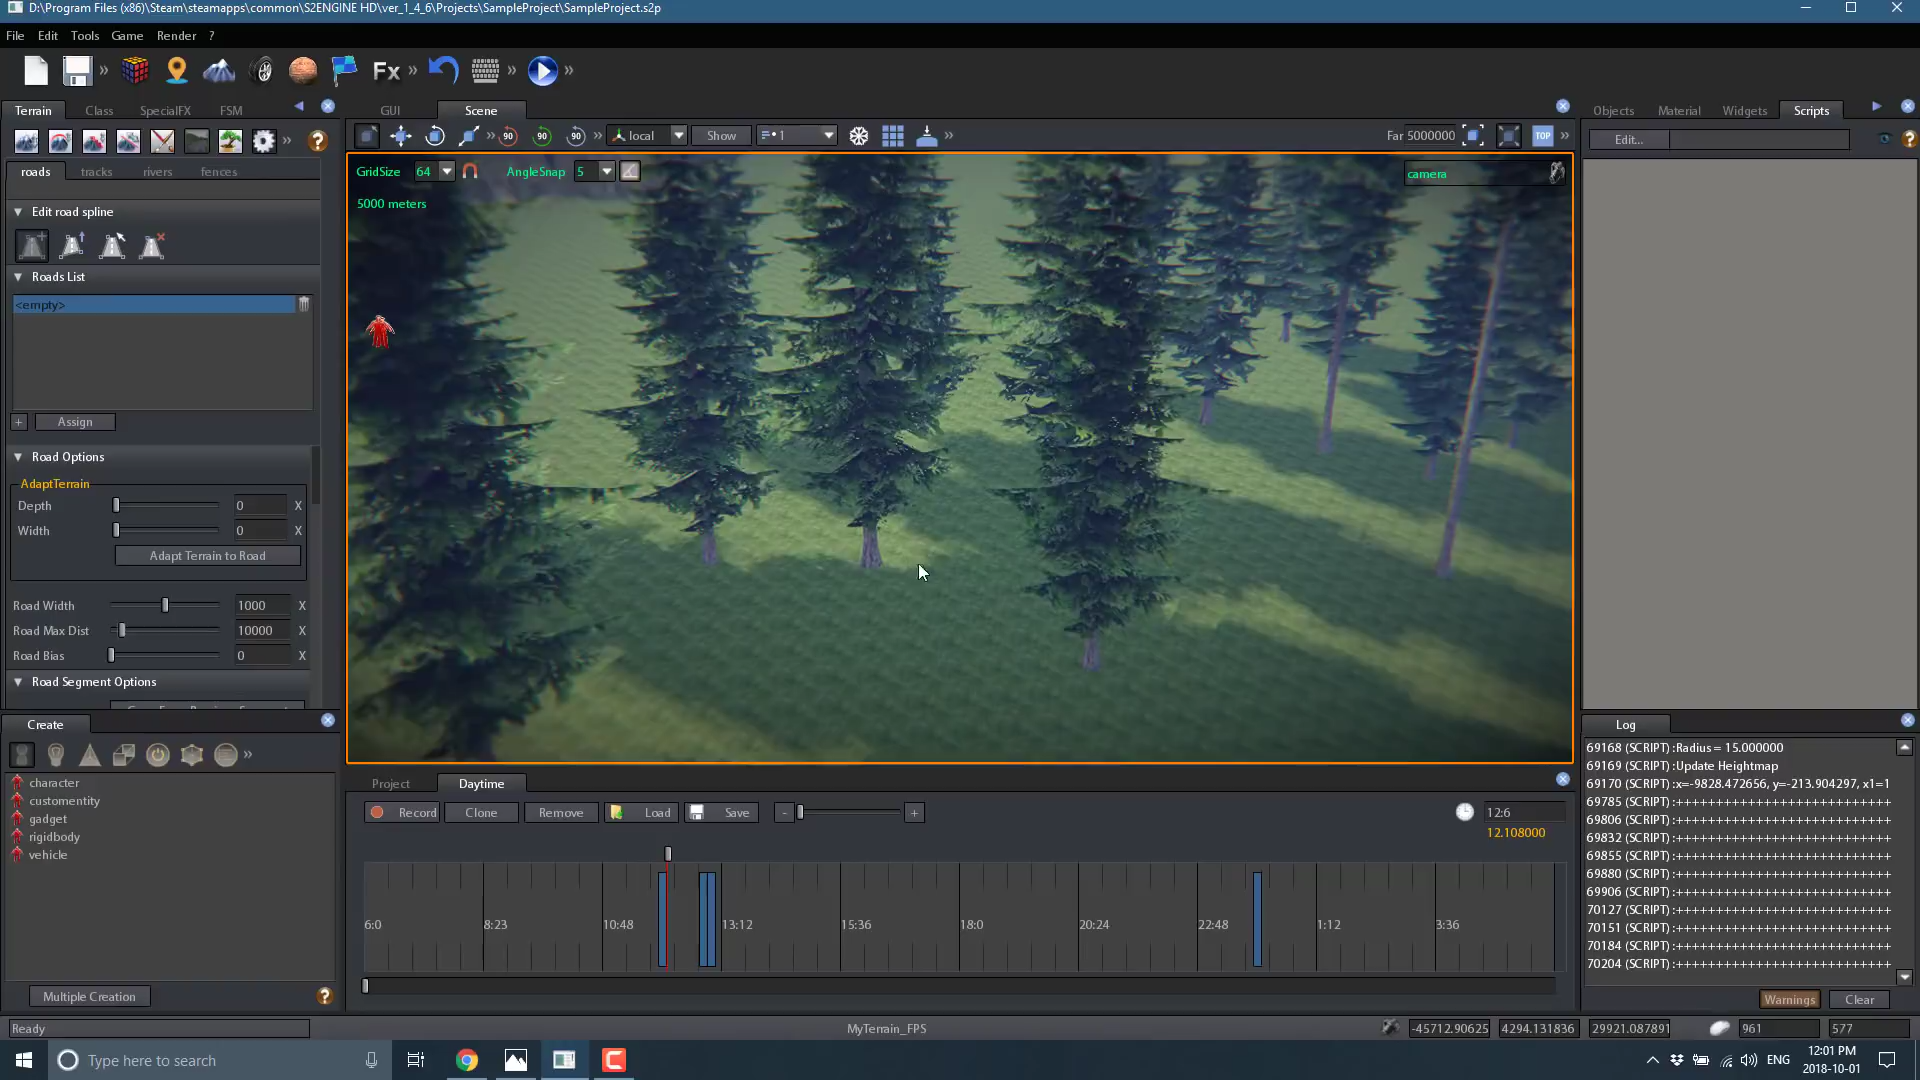 D:\Program Files (x86)\Steam\steamapps\common\S2ENGINE HD\ver_1_4_6\Projects\SampleProject\SampleProject.s2p
File Edit Tools Game Render ?
Fx
Terrain Class SpecialFX FSM
GUI Scene
Objects Material Widgets Scripts
90 90 90 local Show 1 Far 5000000 TOP
Edit...
roads tracks rivers fences
GridSize 64 AngleSnap 5 camera
5000 meters
Edit road spline
Roads List
<empty>
+ Assign
Road Options
AdaptTerrain
Depth 0 X
Width 0 X
Adapt Terrain to Road
Road Width 1000 X
Road Max Dist 10000 X
Road Bias 0 X
Road Segment Options
Create
character
customentity
gadget
rigidbody
vehicle
Multiple Creation
Project Daytime
Record Clone Remove Load Save - + 12:6
12.108000
6:0 8:23 10:48 13:12 15:36 18:0 20:24 22:48 1:12 3:36
Log
69168 (SCRIPT) :Radius = 15.000000
69169 (SCRIPT) :Update Heightmap
69170 (SCRIPT) :x=-9828.472656, y=-213.904297, x1=1
69785 (SCRIPT) :++++++++++++++++++++++++++
69806 (SCRIPT) :++++++++++++++++++++++++++
69832 (SCRIPT) :++++++++++++++++++++++++++
69855 (SCRIPT) :++++++++++++++++++++++++++
69880 (SCRIPT) :++++++++++++++++++++++++++
69906 (SCRIPT) :++++++++++++++++++++++++++
70127 (SCRIPT) :++++++++++++++++++++++++++
70151 (SCRIPT) :++++++++++++++++++++++++++
70184 (SCRIPT) :++++++++++++++++++++++++++
70204 (SCRIPT) :++++++++++++++++++++++++++
Warnings Clear
Ready MyTerrain_FPS -45712.90625 4294.131836 29921.087891 961 577
Type here to search ENG 12:01 PM
2018-10-01